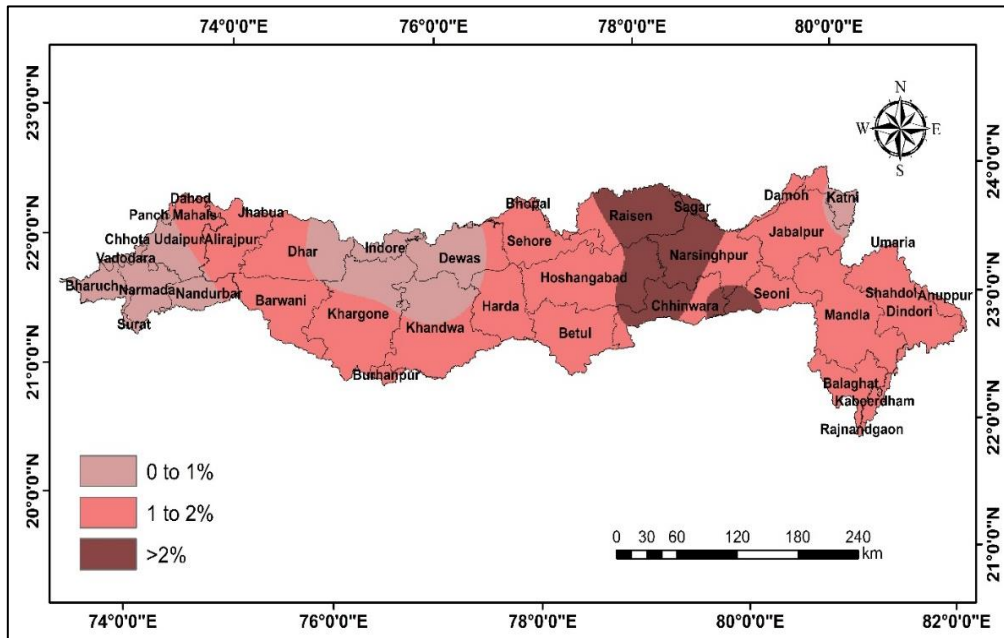 74°0'0"E 76°0'0"E 78°0'0"E 80°0'0"E
23°0'0"N
22°0'0"N
21°0'0"N
20°0'0"N
24°0'0"N
23°0'0"N
22°0'0"N
21°0'0"N
N
W E
S
Dahod
Panch Mahals
Jhabua
Chhota Udaipur
Alirajpur
Vadodara
Bharuch
Narmada
Nandurbar
Surat
Dhar
Indore
Dewas
Barwani
Khargone
Khandwa
Burhanpur
Bhopal
Sehore
Harda
Hoshangabad
Betul
Raisen
Sagar
Narsinghpur
Chhinwara
Seoni
Damoh
Katni
Jabalpur
Umaria
Shahdol
Anuppur
Dindori
Mandla
Balaghat
Kabeerdham
Rajnandgaon
0 to 1%
1 to 2%
>2%
0 30 60 120 180 240
km
74°0'0"E 76°0'0"E 78°0'0"E 80°0'0"E 82°0'0"E